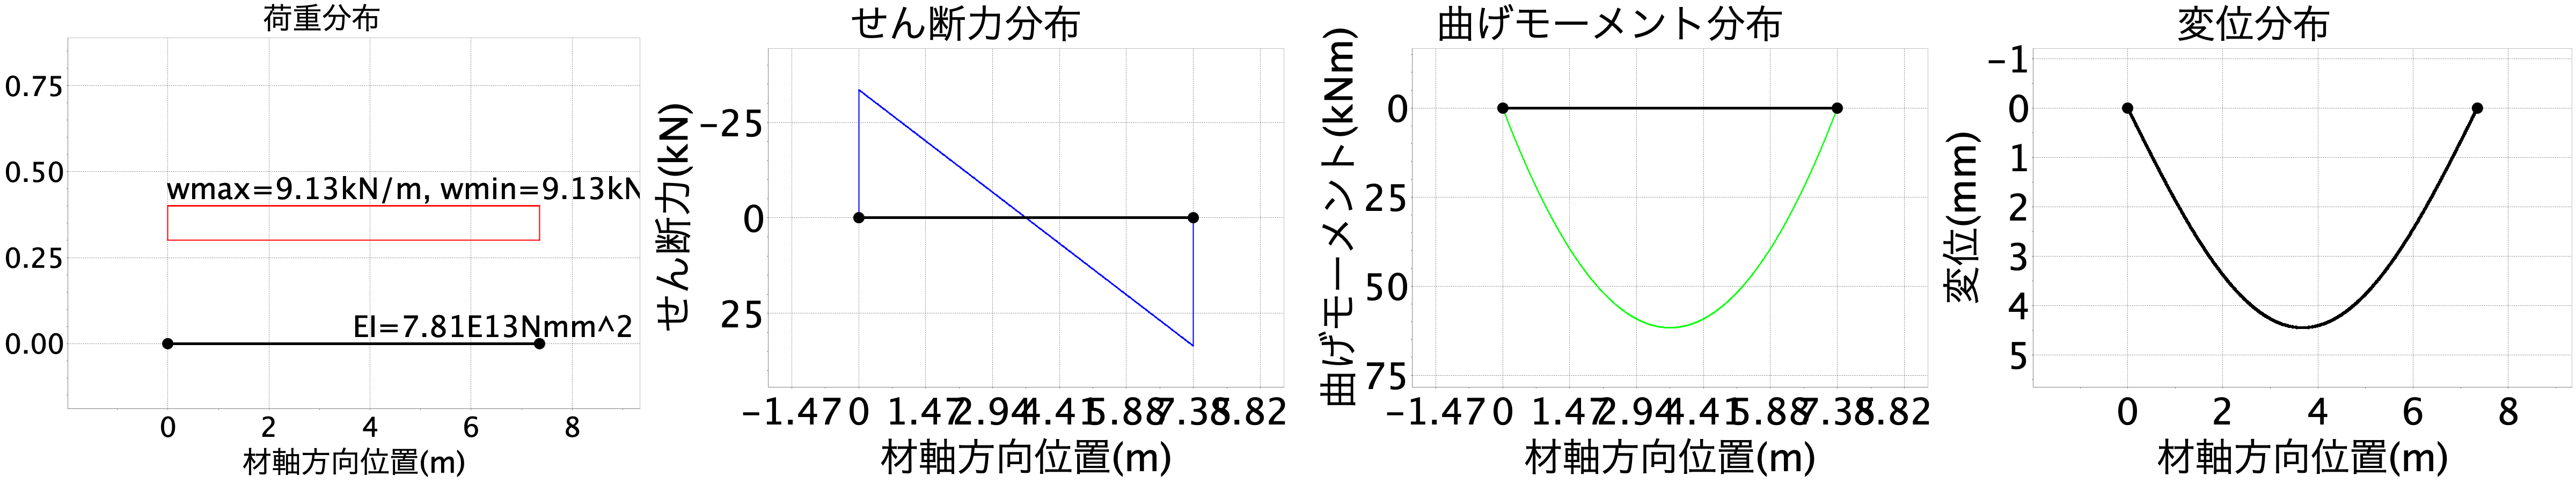 荷重分布
0.75
0.50
0.25
0.00
wmax=9.13kN/m, wmin=9.13kN
EI=7.81E13Nmm^2
0 2 4 6 8
材軸方向位置(m)
せん断力分布
せん断力(kN)
−25
0
25
−1.47 0 1.47 2.94 4.41 5.88 7.35 8.82
材軸方向位置(m)
曲げモーメント分布
曲げモーメント(kNm)
0
25
50
75
−1.47 0 1.47 2.94 4.41 5.88 7.35 8.82
材軸方向位置(m)
変位分布
変位(mm)
−1
0
1
2
3
4
5
0 2 4 6 8
材軸方向位置(m)